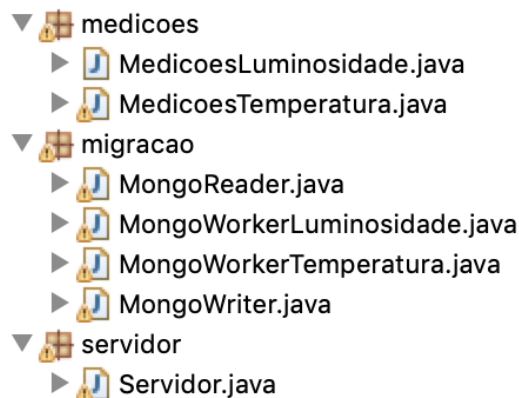 medicoes
MedicoesLuminosidade.java
MedicoesTemperatura.java
migracao
MongoReader.java
MongoWorkerLuminosidade.java
MongoWorkerTemperatura.java
MongoWriter.java
servidor
Servidor.java